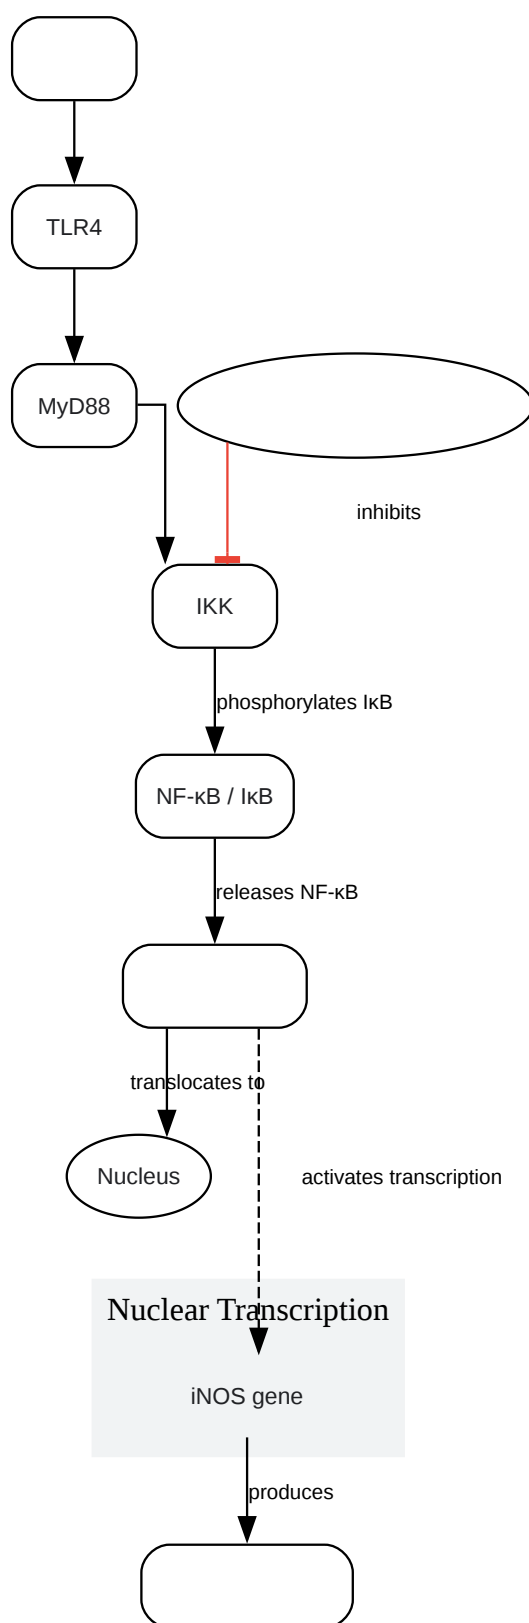 TLR4
MyD88
inhibits
IKK
phosphorylates IκB
NF-κB / IκB
releases NF-κB
translocates to
Nucleus
activates transcription
Nuclear Transcription
iNOS gene
produces